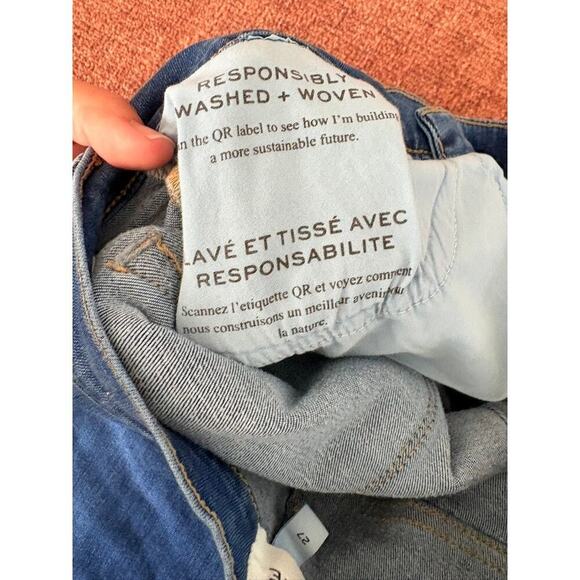 RESPONSIBLY
WASHED + WOVEN
the QR label to see how I'm building
a more sustainable future.
LAVÉ ET TISSÉ AVEC
RESPONSABILITE
Scannez l'etiquette QR et voyez comment
nous construisons un meilleur avenir pour
la nature.
27